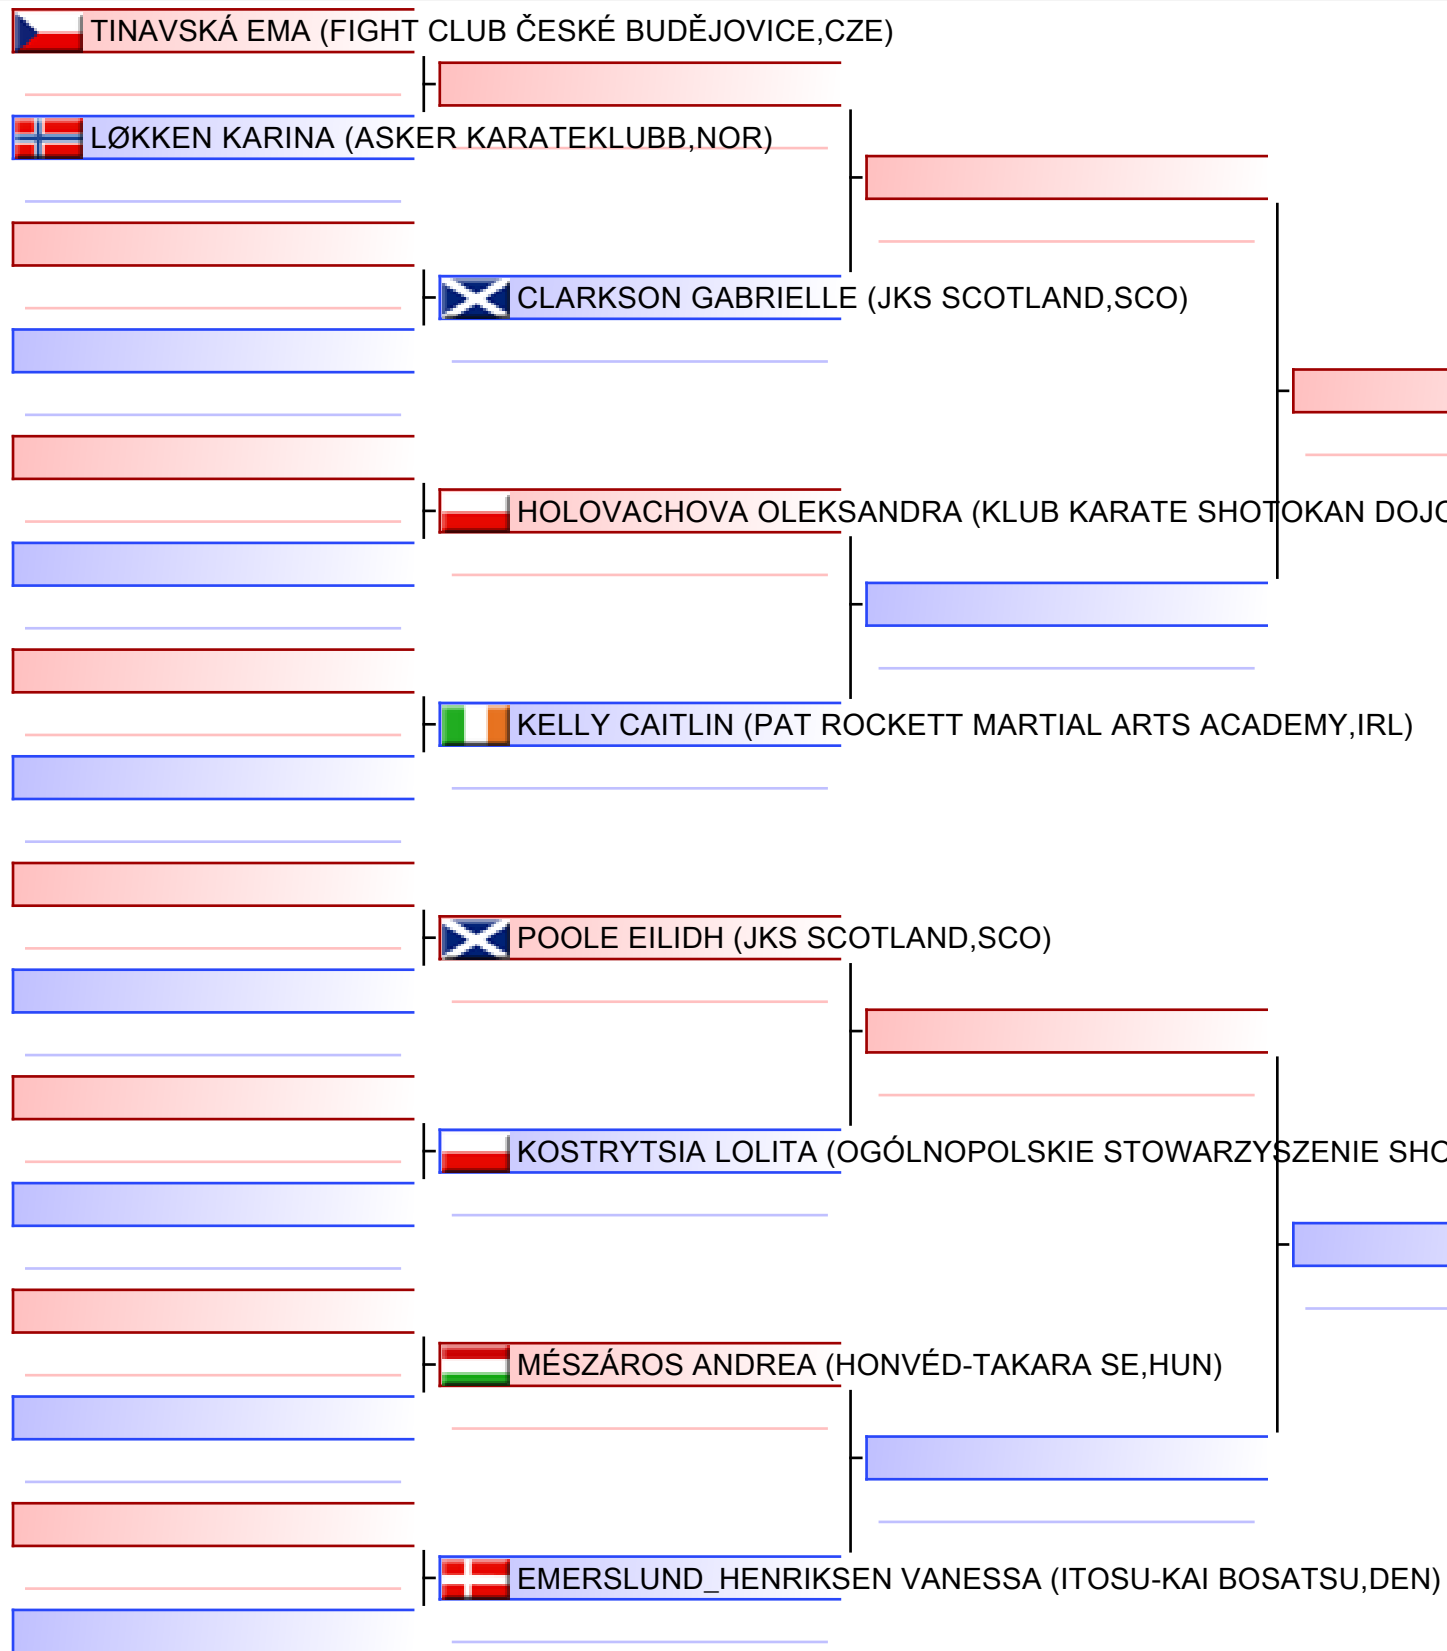 TINAVSKÁ EMA (FIGHT CLUB ČESKÉ BUDĚJOVICE,CZE)
LØKKEN KARINA (ASKER KARATEKLUBB,NOR)
CLARKSON GABRIELLE (JKS SCOTLAND,SCO)
HOLOVACHOVA OLEKSANDRA (KLUB KARATE SHOTOKAN
KELLY CAITLIN (PAT ROCKETT MARTIAL ARTS ACADEMY,IRL)
POOLE EILIDH (JKS SCOTLAND,SCO)
KOSTRYTSIA LOLITA (OGÓLNOPOLSKIE STOWARZYSZENIE
MÉSZÁROS ANDREA (HONVÉD-TAKARA SE,HUN)
EMERSLUND_HENRIKSEN VANESSA (ITOSU-KAI BOSATSU,DEN)